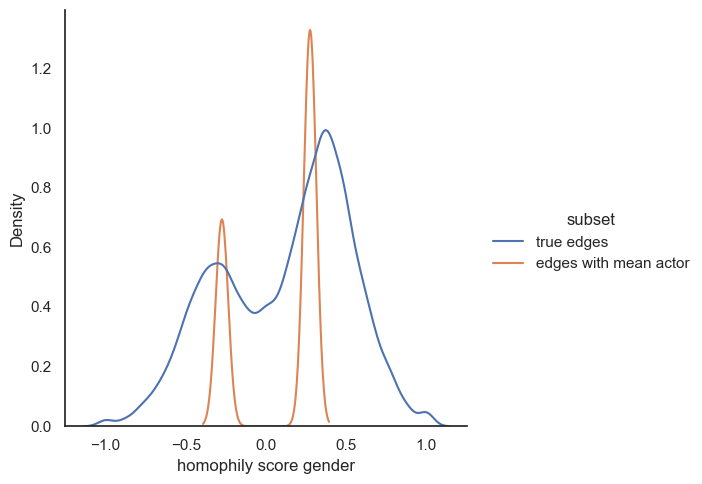 1.2
1.0
0.8
0.6
0.4
0.2
0.0
Density
−1.0 −0.5 0.0 0.5 1.0
homophily score gender
subset
true edges
edges with mean actor